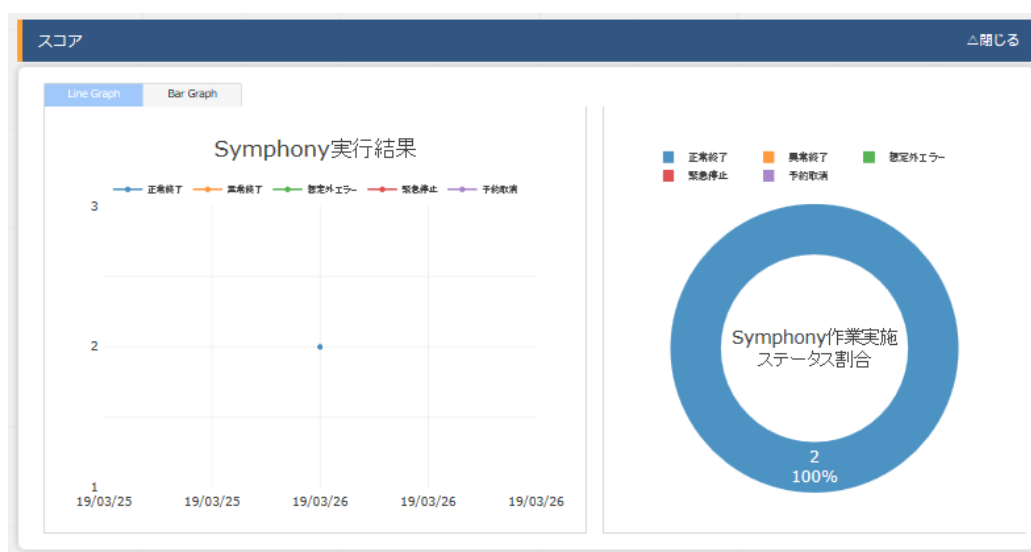 スコア
△閉じる
Line Graph
Bar Graph
Symphony実行結果
正常終了 異常終了 想定外エラー 緊急停止 予約取消
3
2
1
19/03/25 19/03/25 19/03/26 19/03/26 19/03/26
正常終了 異常終了 想定外エラー
緊急停止 予約取消
Symphony作業実施
ステータス割合
2
100%